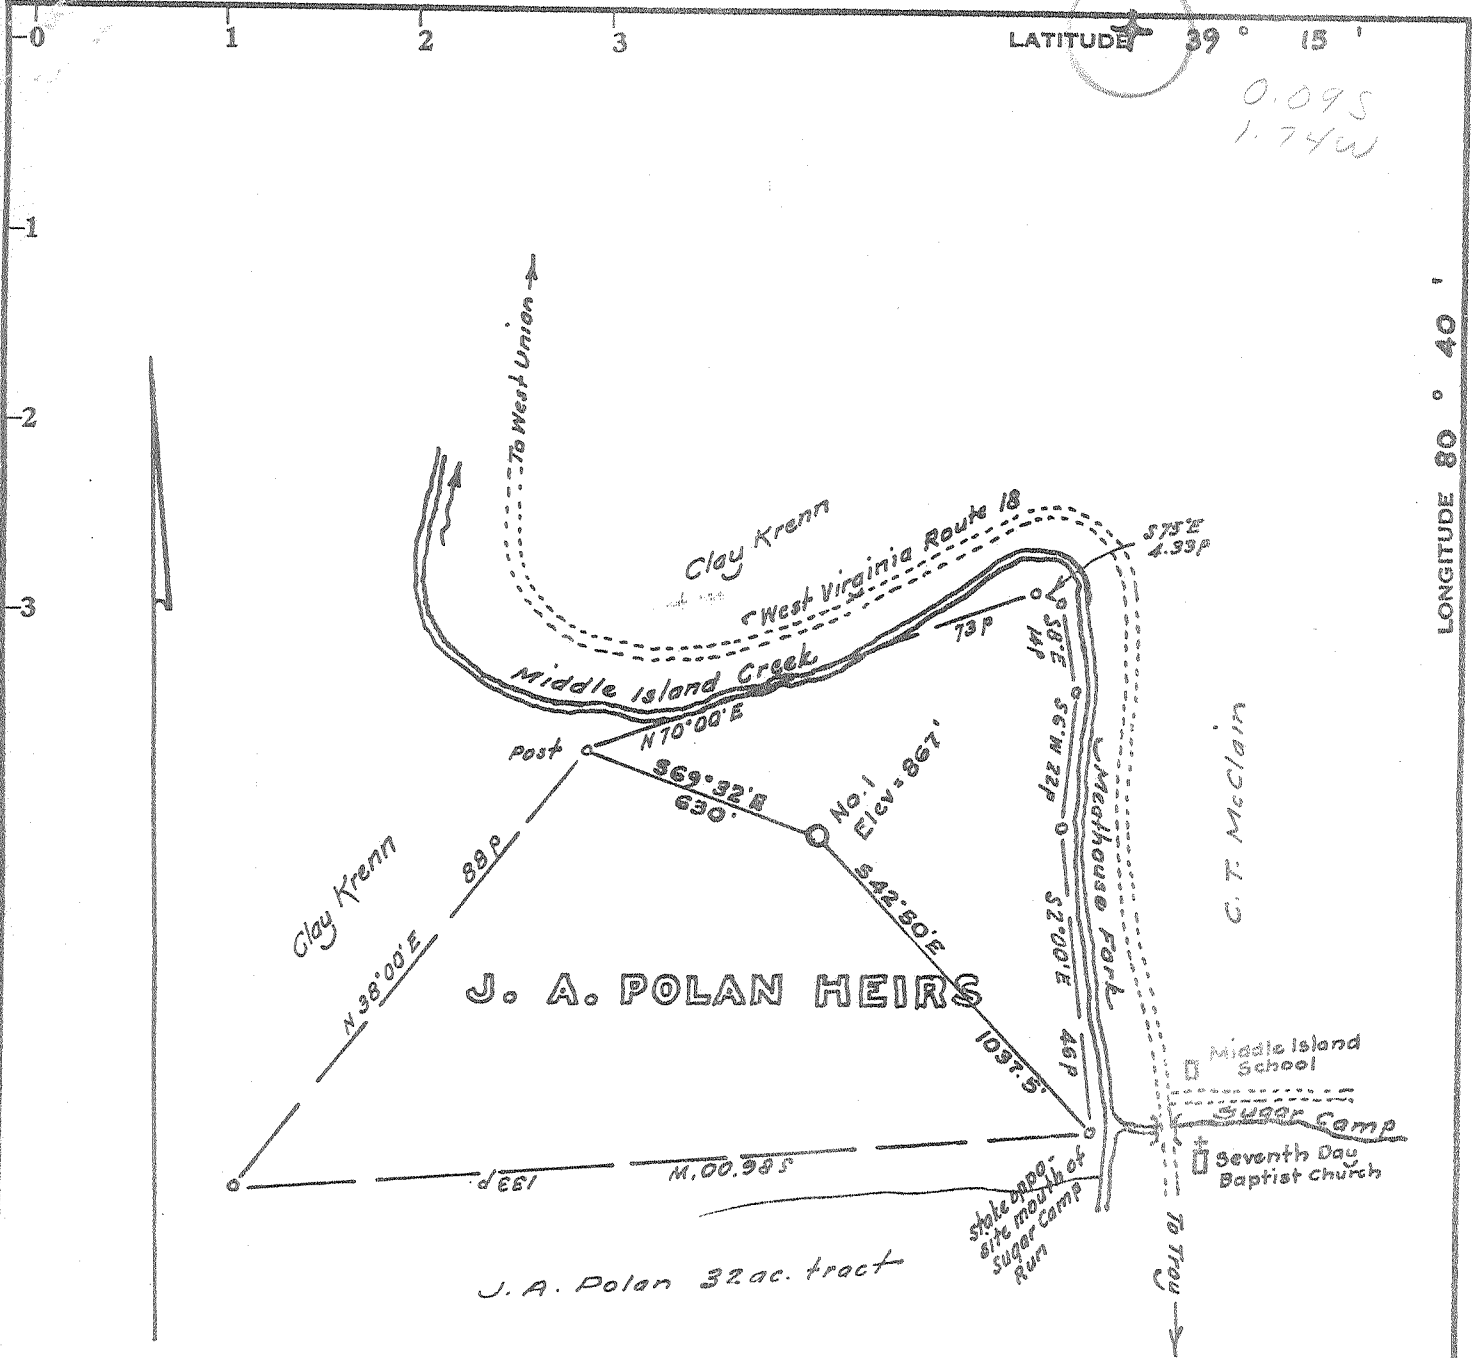 0
1
2
3
LATITUDE 39 ° 15 '
0.09S
1.74W
1
2
3
LONGITUDE 80 ° 40 '
To West Union
Clay Krenn
West Virginia Route 18
S75°E
4.33P
73P
Middle Island Creek
N70°00'E
Post
S69°32'E
630'
No. 1
Elev = 867'
S8°E
14P
S6°W 22P
Meathouse Fork
S2°00'E
46P
C. T. McClain
Clay Krenn
88P
N38°00'E
J. A. POLAN HEIRS
S42°50'E
1037.5'
Middle Island
School
Sugar Camp
Seventh Day
Baptist Church
S86°00'W
133P.
Stake oppo-
site mouth of
Sugar Camp
Run
To Troy
J. A. Polan 32 ac. tract